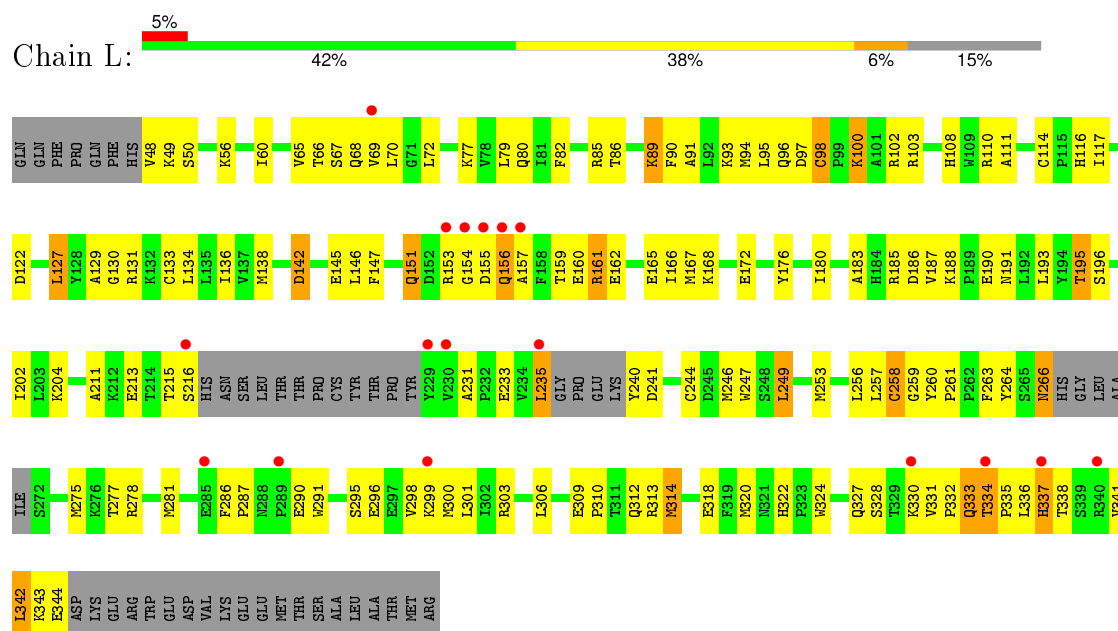 5%
Chain L:
42% 38% 6% 15%
GLN GLN PHE PRO GLN PHE HIS V48 K49 S50 K56 I60 V65 T66 S67 Q68 V69 L70 G71 L72 K77 V78 L79 Q80 I81 F82 R85 T86 K89 F90 A91 L92 K93 M94 L95 Q96 D97 C98 P99 K100 A101 R102 R103 H108 W109 R110 A111 C114 P115 H116 I117
D122 L127 Y128 A129 G130 R131 K132 C133 L134 L135 I136 V137 M138 D142 E145 L146 F147 Q151 D152 R153 G154 D155 Q156 A157 F158 T159 E160 R161 E162 E165 I166 M167 K168 E172 Y176 I180 A183 H184 R185 D186 V187 K188 P189 E190 N191 L192 L193 Y194 T195 S196
I202 L203 K204 A211 K212 E213 T214 T215 S216 HIS ASN SER LEU THR THR PRO CYS TYR THR PRO TYR Y229 V230 A231 P232 E233 V234 L235 GLY PRO GLU LYS Y240 D241 C244 D245 M246 W247 S248 L249 M253 L256 L257 C258 G259 Y260 P261 P262 F263 Y264 S265 N266 HIS GLY LEU ALA
ILE S272 M275 K276 T277 R278 M281 E285 F286 P287 N288 P289 E290 W291 S295 E296 E297 V298 K299 M300 L301 I302 R303 L306 E309 P310 T311 Q312 R313 M314 E318 F319 M320 N321 H322 P323 W324 Q327 S328 T329 K330 V331 P332 Q333 T334 P335 L336 H337 T338 S339 R340 V341
L342 K343 E344 ASP LYS GLU ARG TRP GLU ASP VAL LYS GLU GLU MET THR SER ALA LEU ALA THR MET ARG